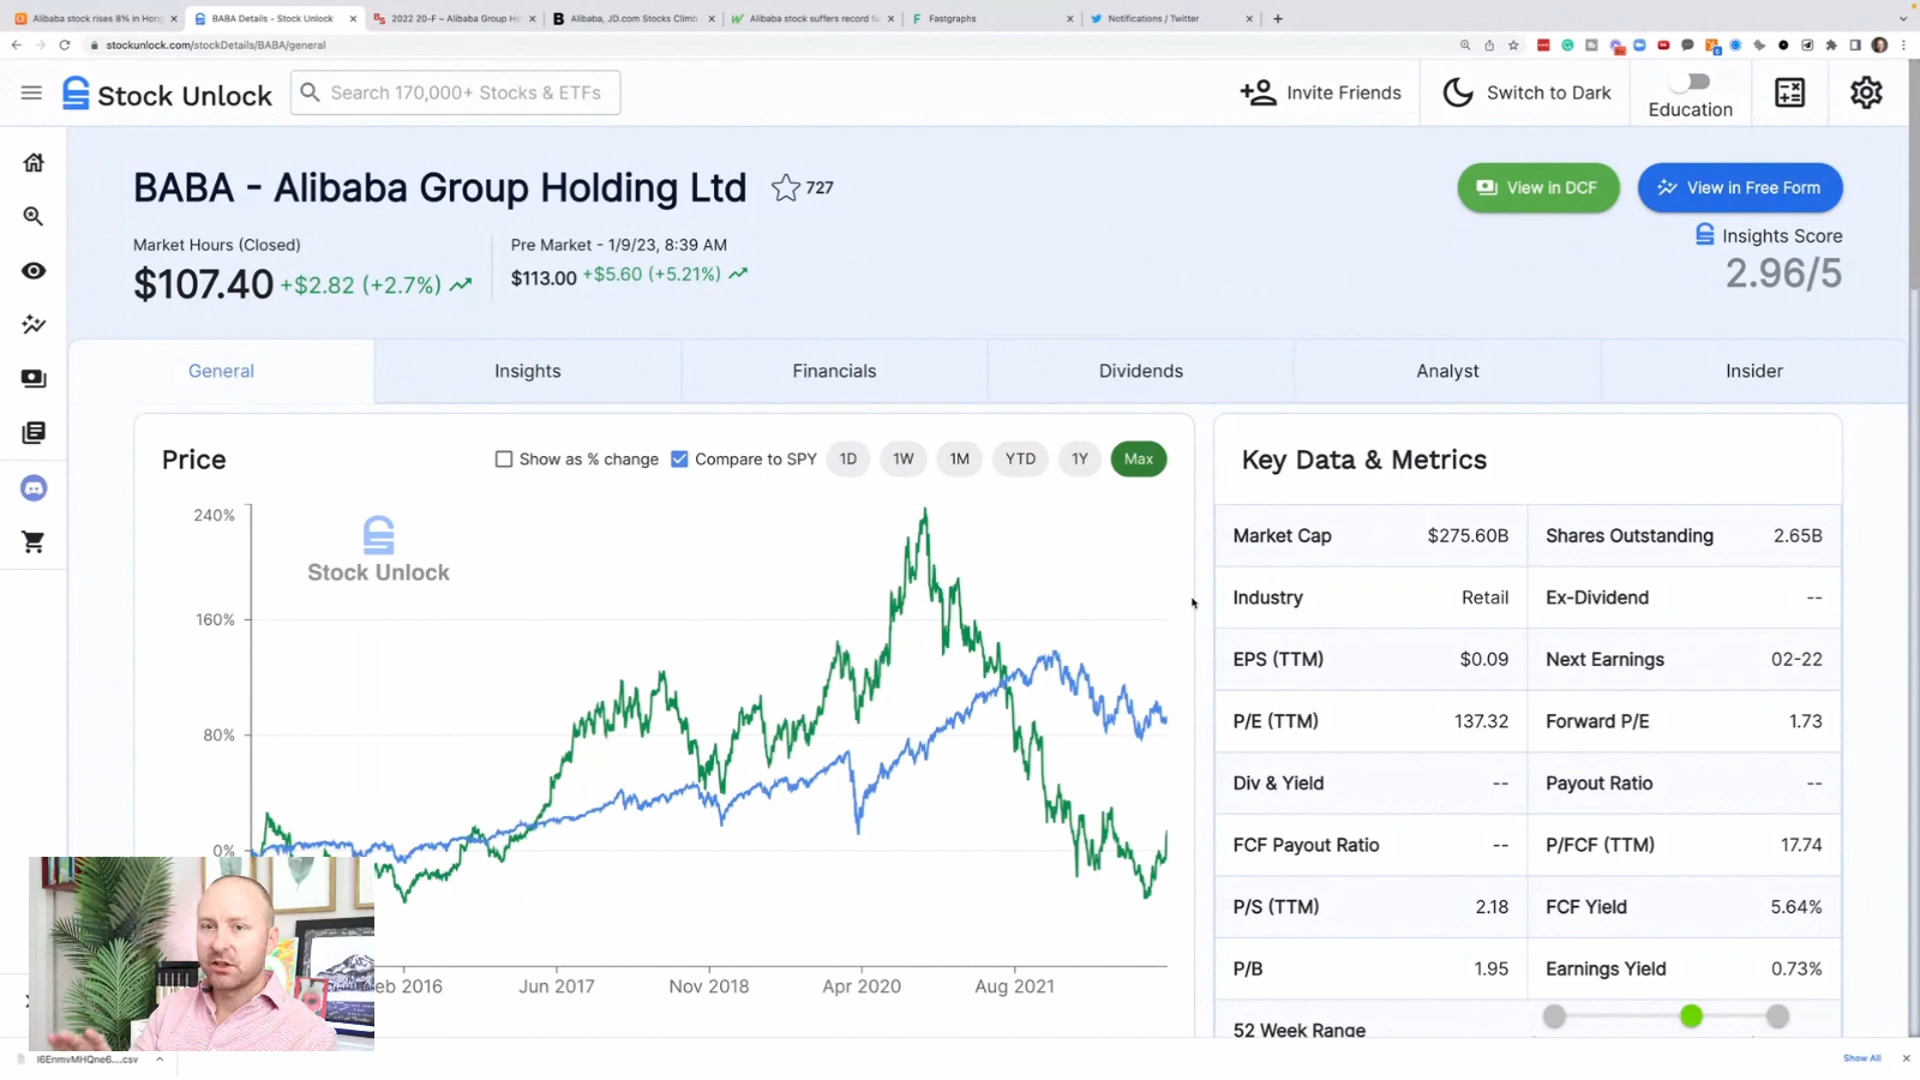 Alibaba stock rises 8% in Hong
BABA Details - Stock Unlock
2022 20-F – Alibaba Group Ho
Alibaba, JD.com Stocks Climb
Alibaba stock suffers record fa
Fastgraphs
Notifications / Twitter
stockunlock.com/stockDetails/BABA/general
Stock Unlock
Search 170,000+ Stocks & ETFs
Invite Friends
Switch to Dark
Education
BABA - Alibaba Group Holding Ltd
727
View in DCF
View in Free Form
Market Hours (Closed)
$107.40 +$2.82 (+2.7%)
Pre Market - 1/9/23, 8:39 AM
$113.00 +$5.60 (+5.21%)
Insights Score
2.96/5
General
Insights
Financials
Dividends
Analyst
Insider
Price
Show as % change
Compare to SPY
1D
1W
1M
YTD
1Y
Max
240%
160%
80%
0%
Stock Unlock
eb 2016
Jun 2017
Nov 2018
Apr 2020
Aug 2021
Key Data & Metrics
Market Cap $275.60B Shares Outstanding 2.65B
Industry Retail Ex-Dividend --
EPS (TTM) $0.09 Next Earnings 02-22
P/E (TTM) 137.32 Forward P/E 1.73
Div & Yield -- Payout Ratio --
FCF Payout Ratio -- P/FCF (TTM) 17.74
P/S (TTM) 2.18 FCF Yield 5.64%
P/B 1.95 Earnings Yield 0.73%
52 Week Range
l6EnmvMHQne6....csv
Show All